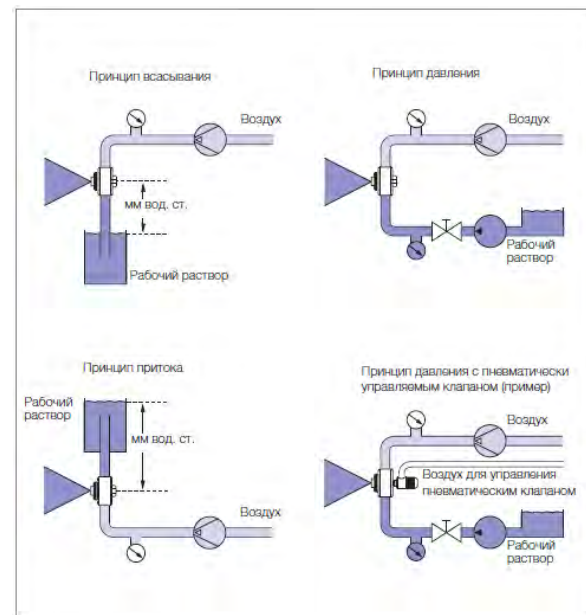 Принцип всасывания
Воздух
мм вод. ст.
Рабочий раствор
Принцип давления
Воздух
Рабочий
раствор
Принцип притока
Рабочий
раствор
мм вод. ст.
Воздух
Принцип давления с пневматически
управляемым клапаном (пример)
Воздух
Воздух для управления
пневматическим клапаном
Рабочий
раствор